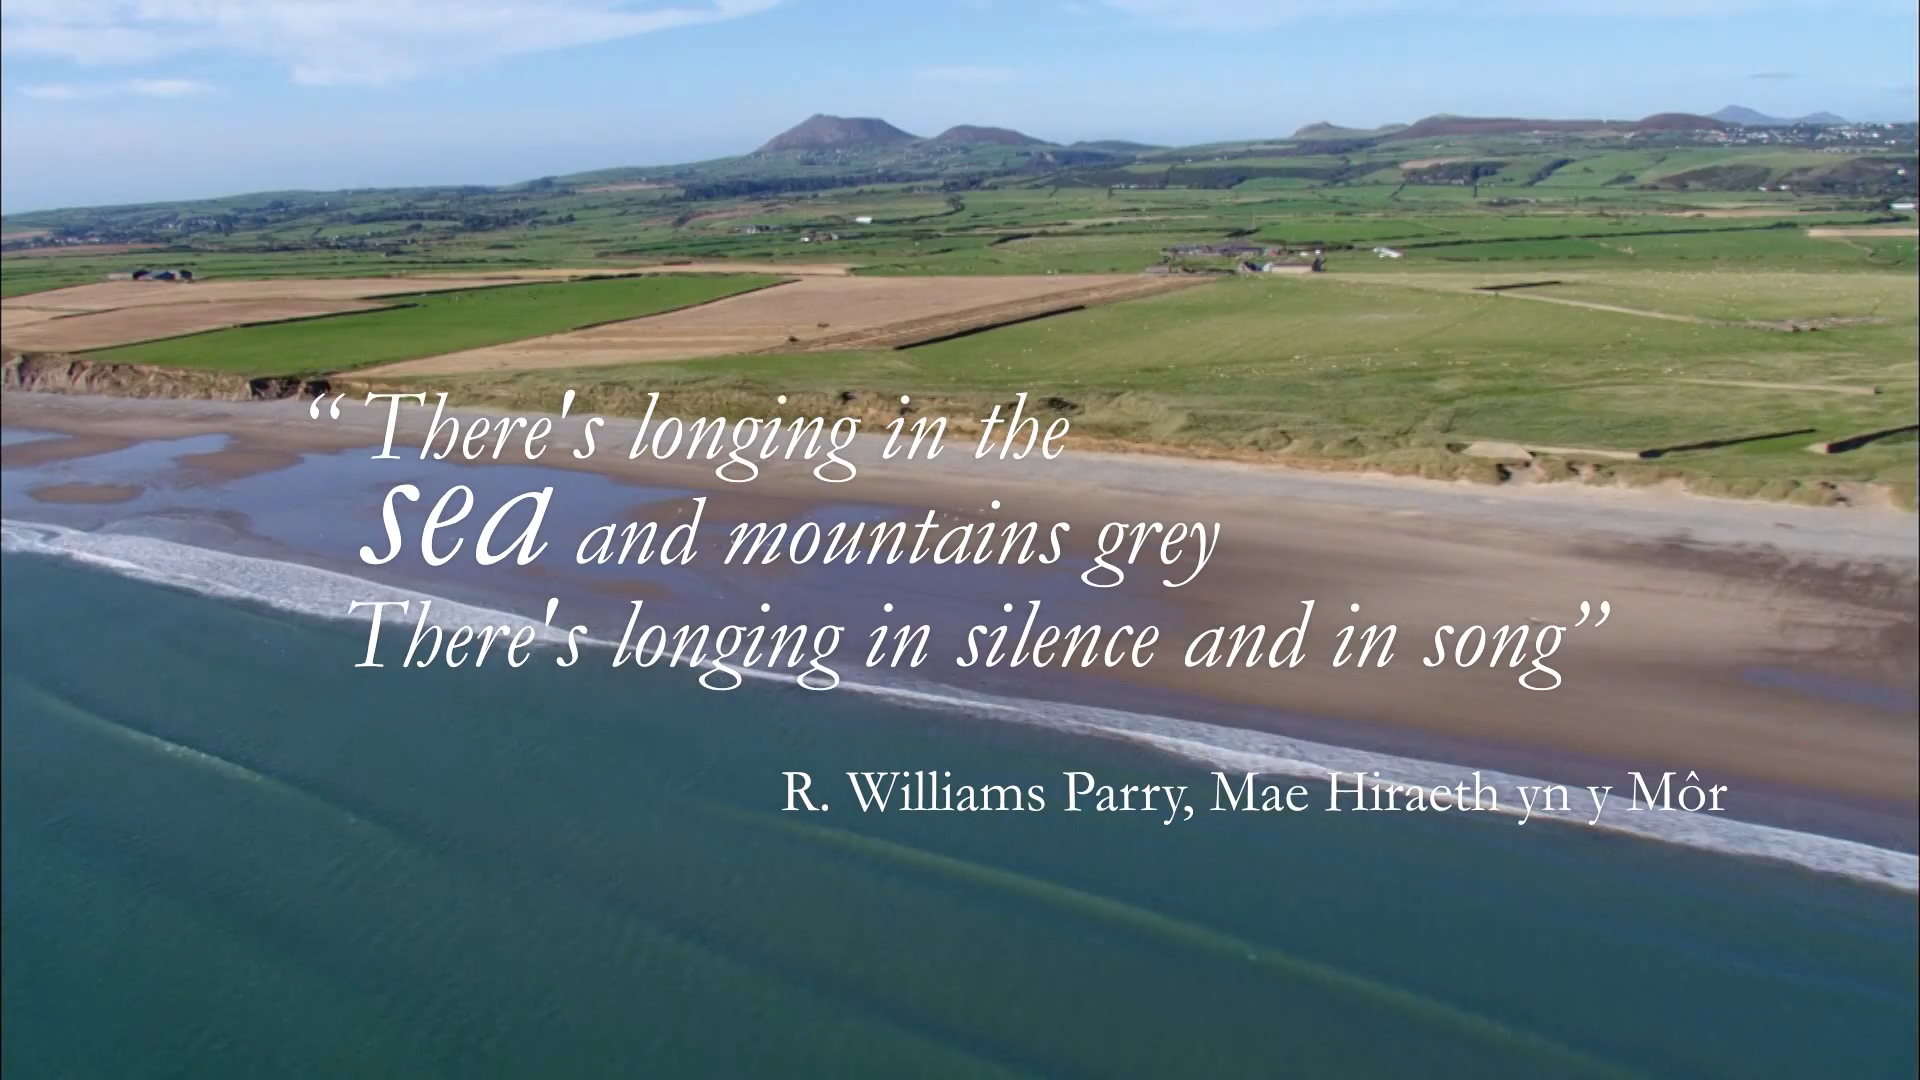 “There's longing in the
sea and mountains grey
There's longing in silence and in song”
R. Williams Parry, Mae Hiraeth yn y Môr